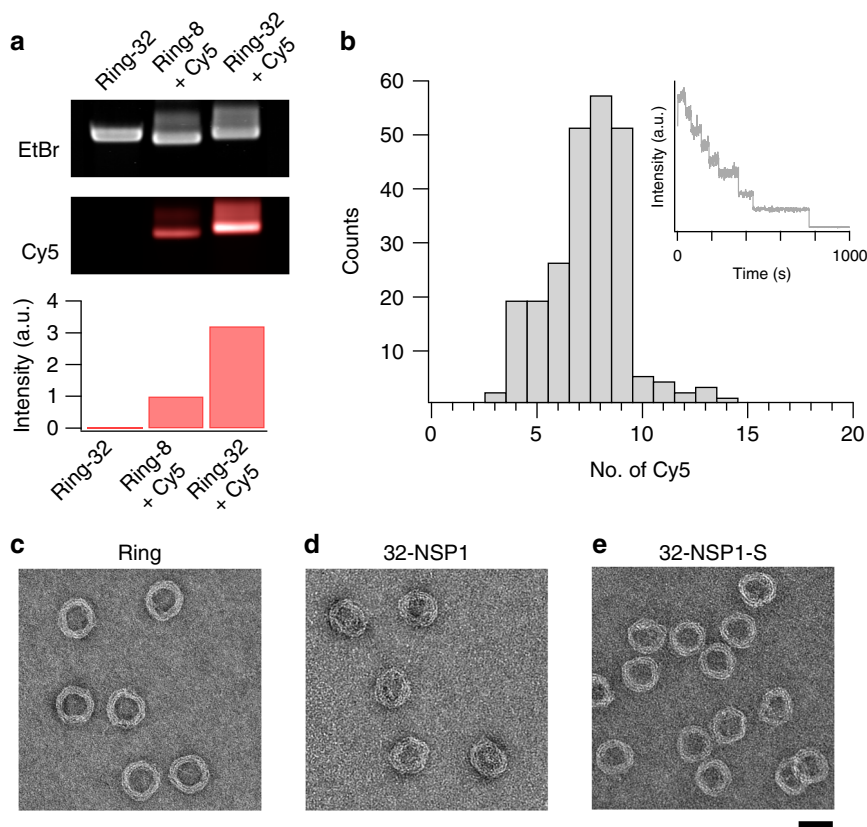 a
Ring-32
Ring-8
+ Cy5
Ring-32
+ Cy5
EtBr
Cy5
Intensity (a.u.)
4
3
2
1
0
Ring-32
Ring-8
+ Cy5
Ring-32
+ Cy5
b
Counts
60
50
40
30
20
10
0
5
10
15
20
No. of Cy5
Intensity (a.u.)
0
1000
Time (s)
c
Ring
d
32-NSP1
e
32-NSP1-S